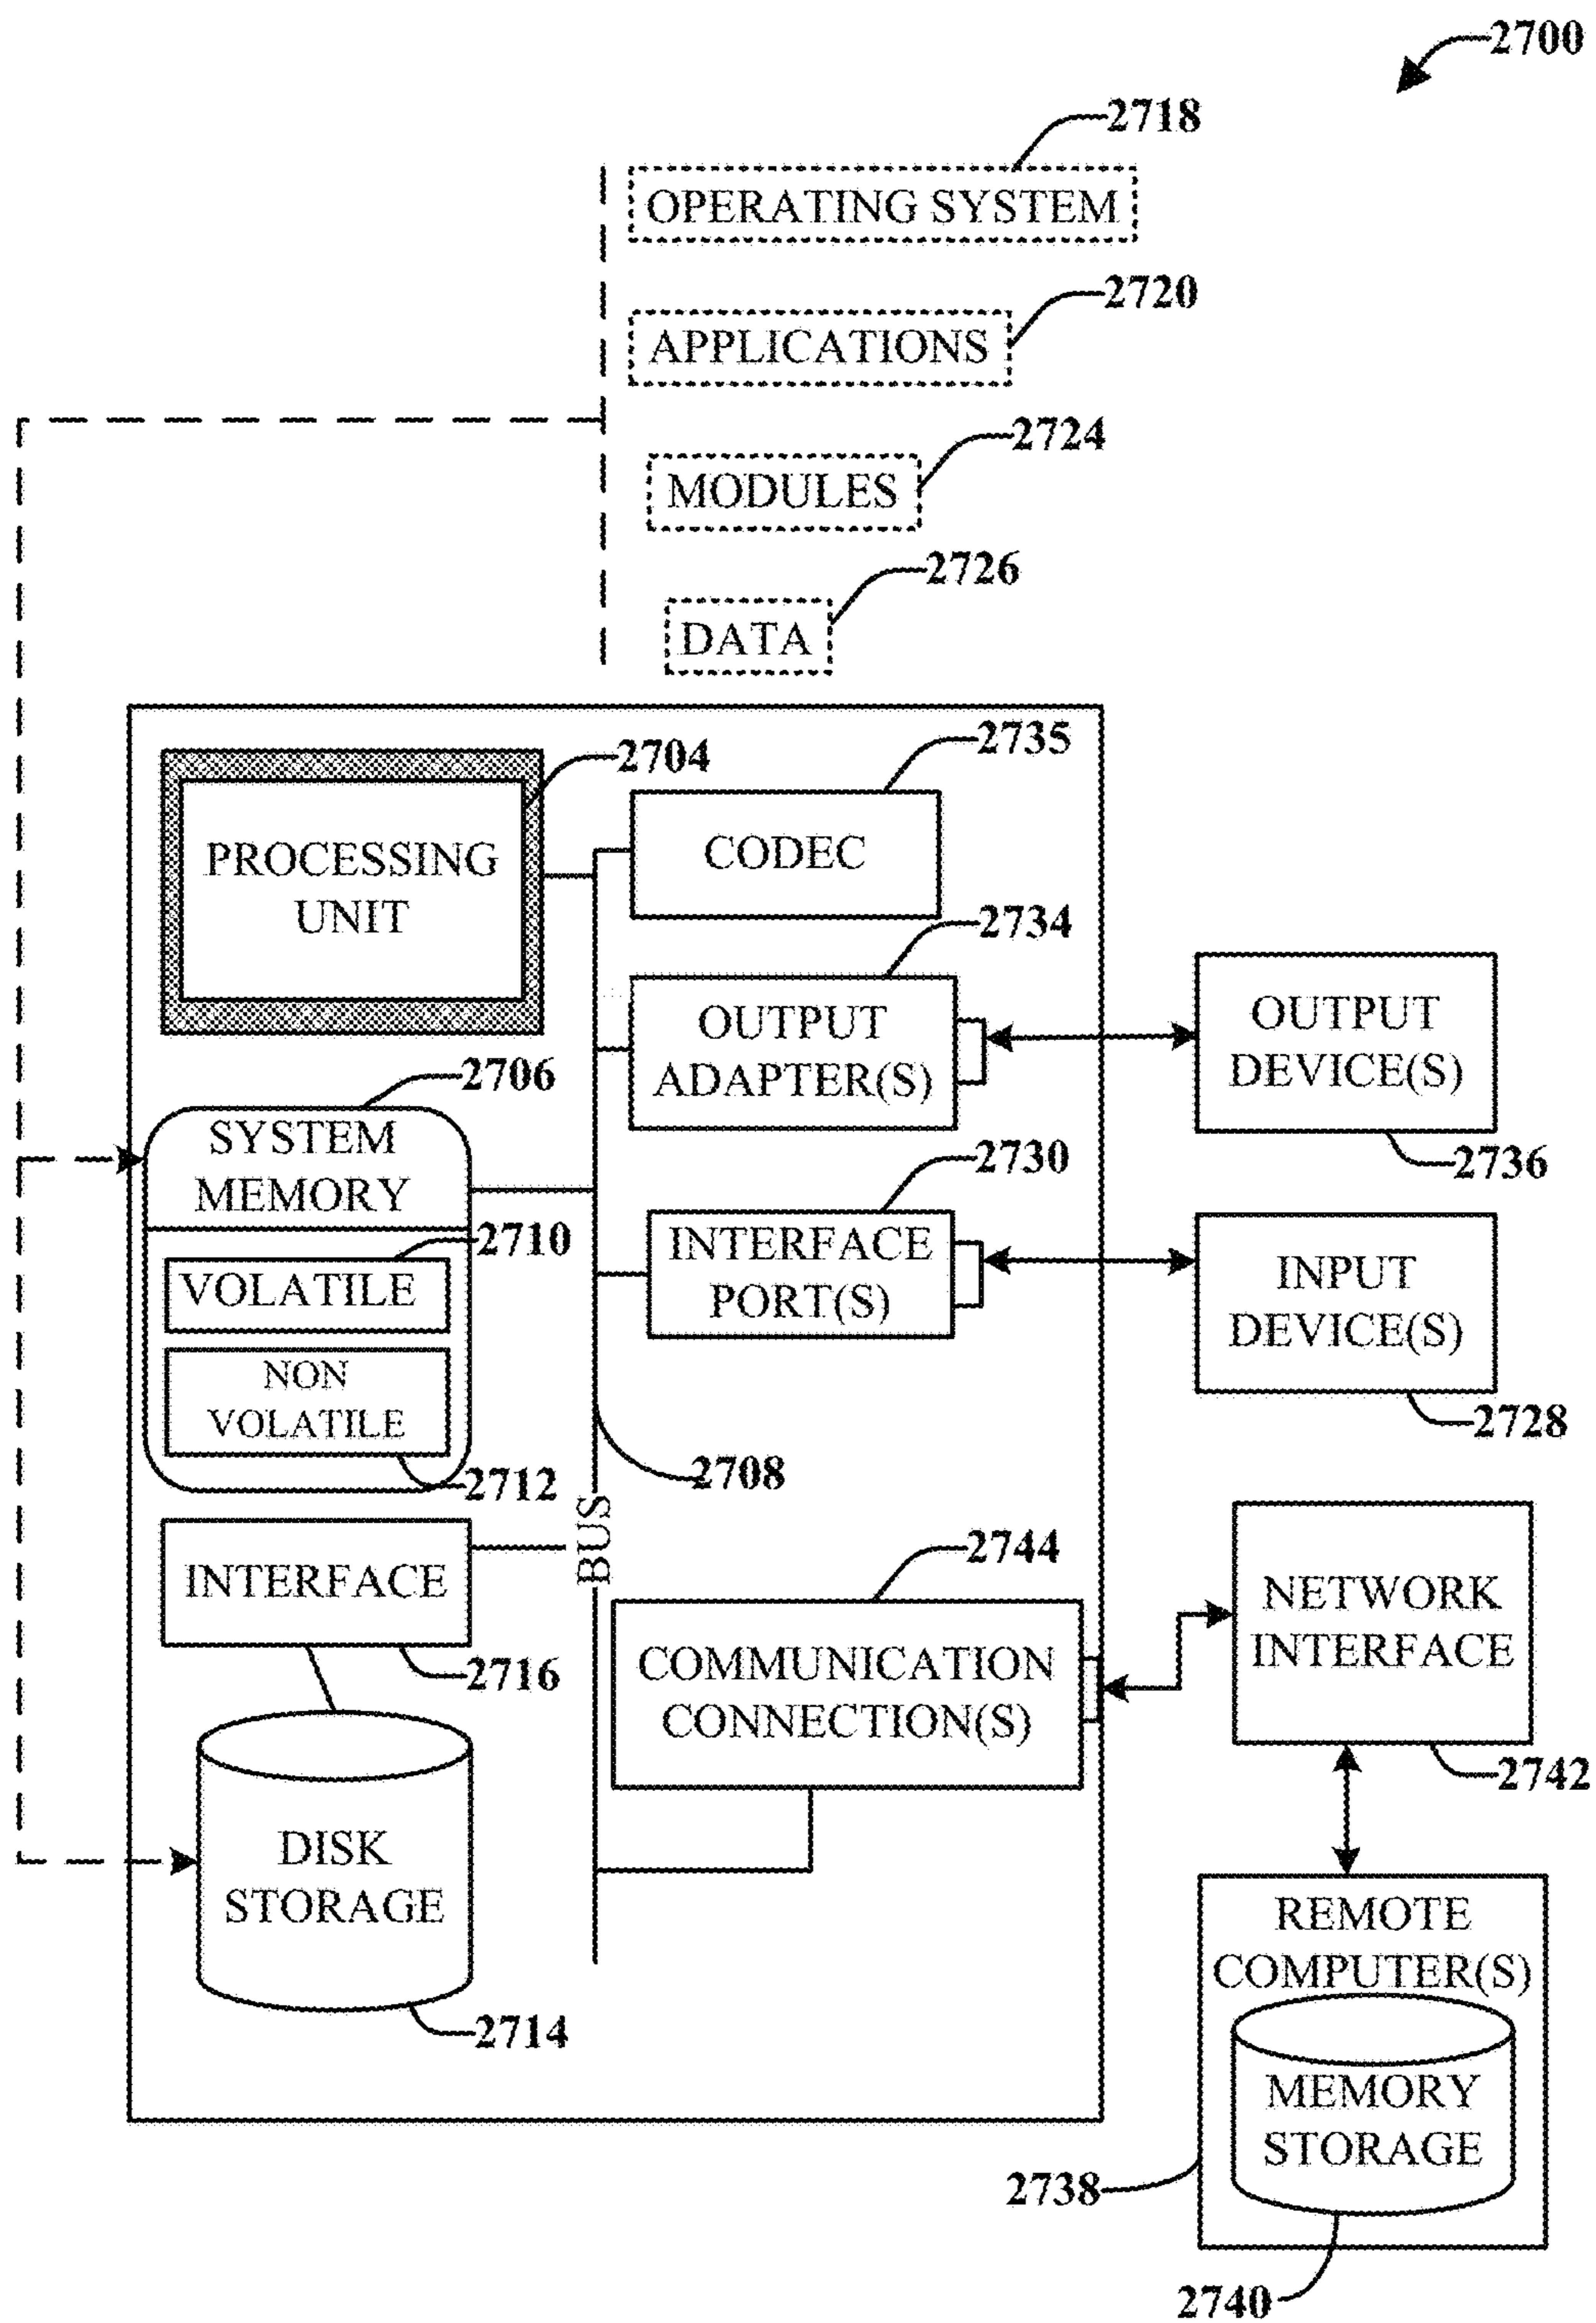 2700
2718
OPERATING SYSTEM
2720
APPLICATIONS
2724
MODULES
2726
DATA
2704
PROCESSING
UNIT
2735
CODEC
2734
OUTPUT
ADAPTER(S)
OUTPUT
DEVICE(S)
2736
2706
SYSTEM
MEMORY
2710
VOLATILE
NON
VOLATILE
2712
2730
INTERFACE
PORT(S)
INPUT
DEVICE(S)
2728
2708
BUS
INTERFACE
2716
2744
COMMUNICATION
CONNECTION(S)
NETWORK
INTERFACE
2742
DISK
STORAGE
2714
REMOTE
COMPUTER(S)
MEMORY
STORAGE
2738
2740